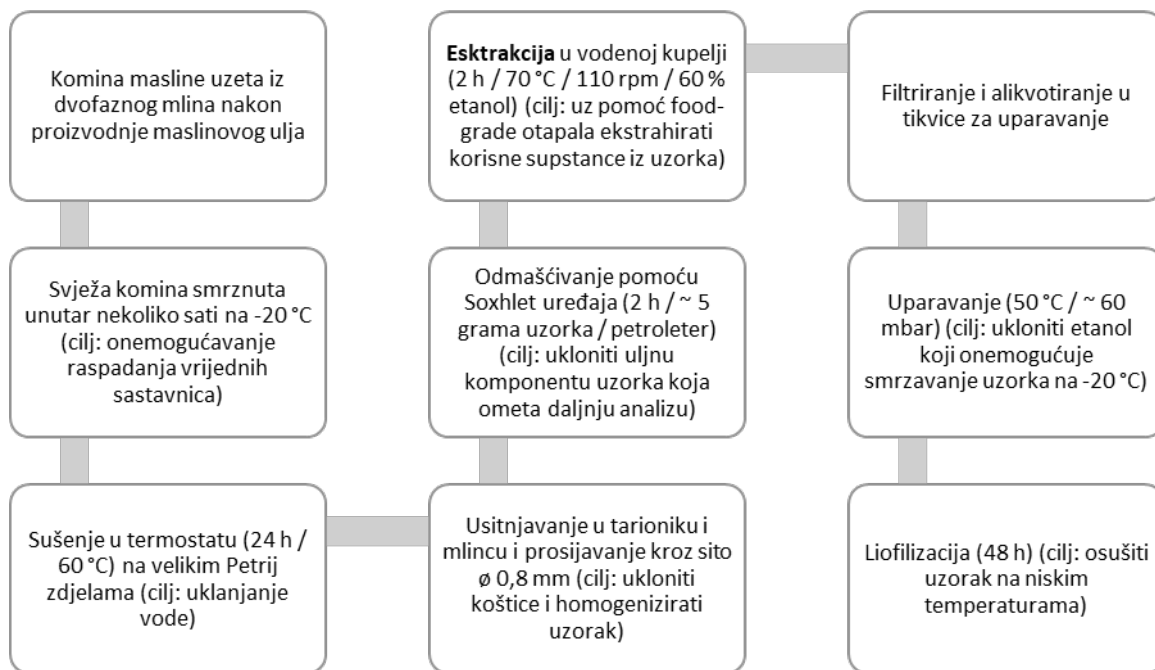 Komina masline uzeta iz
dvofaznog mlina nakon
proizvodnje maslinovog ulja
Svježa komina smrznuta
unutar nekoliko sati na -20 °C
(cilj: onemogućavanje
raspadanja vrijednih
sastavnica)
Sušenje u termostatu (24 h /
60 °C) na velikim Petrij
zdjelama (cilj: uklanjanje
vode)
Usitnjavanje u tarioniku i
mlincu i prosijavanje kroz sito
ø 0,8 mm (cilj: ukloniti
koštice i homogenizirati
uzorak)
Odmašćivanje pomoću
Soxhlet uređaja (2 h / ~ 5
grama uzorka / petroleter)
(cilj: ukloniti uljnu
komponentu uzorka koja
ometa daljnju analizu)
Esktrakcija u vodenoj kupelji
(2 h / 70 °C / 110 rpm / 60 %
etanol) (cilj: uz pomoć food-
grade otapala ekstrahirati
korisne supstance iz uzorka)
Filtriranje i alikvotiranje u
tikvice za uparavanje
Uparavanje (50 °C / ~ 60
mbar) (cilj: ukloniti etanol
koji onemogućuje
smrzavanje uzorka na -20 °C)
Liofilizacija (48 h) (cilj: osušiti
uzorak na niskim
temperaturama)